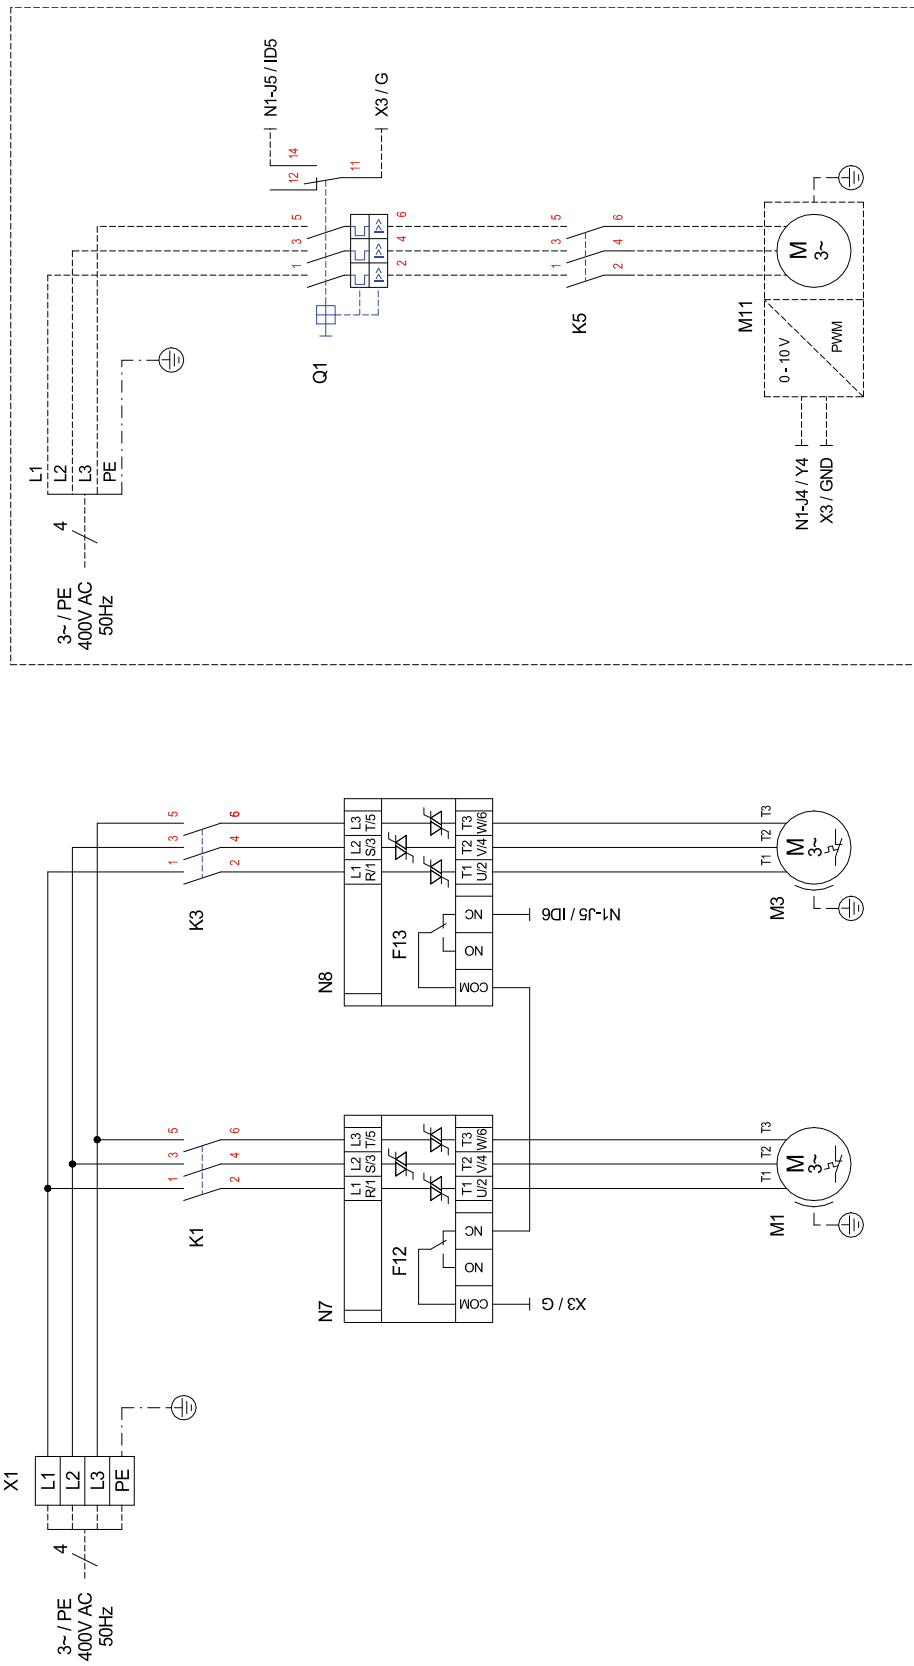 X1
3~ / PE
400V AC
50Hz
4
L1
L2
L3
PE
K1
1
3
5
2
4
6
N7
L1
L2
L3
R/1
S/3
T/5
F12
COM
NO
NC
T1
T2
T3
U/2
V/4
W/6
X3 / G
M1
T1
T2
T3
M
3~
K3
1
3
5
2
4
6
N8
L1
L2
L3
R/1
S/3
T/5
F13
COM
NO
NC
T1
T2
T3
U/2
V/4
W/6
N1-J5 / ID6
M3
T1
T2
T3
M
3~
3~ / PE
400V AC
50Hz
4
L1
L2
L3
PE
Q1
1
3
5
12
14
11
N1-J5 / ID5
X3 / G
I>>
I>>
I>>
2
4
6
K5
1
3
5
2
4
6
M11
0 - 10 V
PWM
M
3~
N1-J4 / Y4
X3 / GND